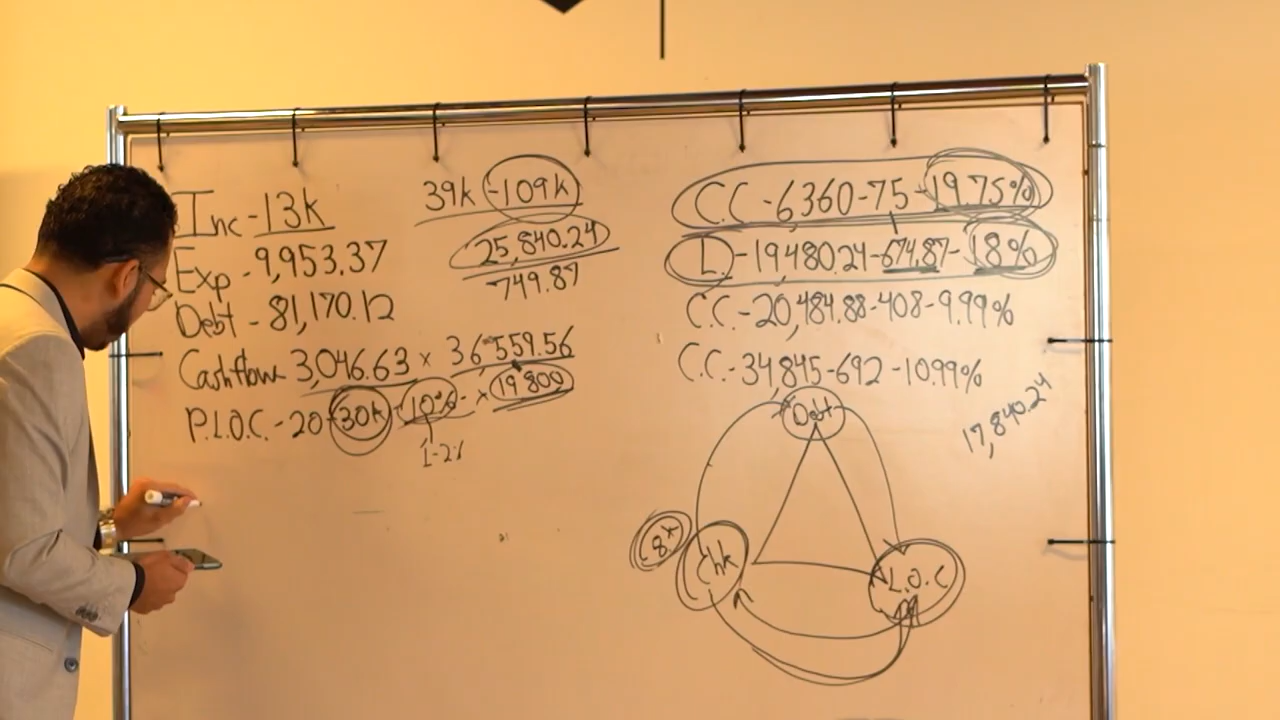 Inc - 13k
Exp - 9,953.37
Debt - 81,170.12
Cashflow 3,046.63 x 36,559.56
P.L.O.C. - 20 - 30k - 10% - x 19 800
1-2%
39k - 109k
25,840.24
749.87
C.C - 6,360 - 75 - 19.75%
L. - 19,480.24 - 674.87 - 18%
C.C. - 20,484.88 - 408 - 9.99%
C.C. - 34,845 - 692 - 10.99%
17,840.24
Debt
8x
Chk
L.O.C